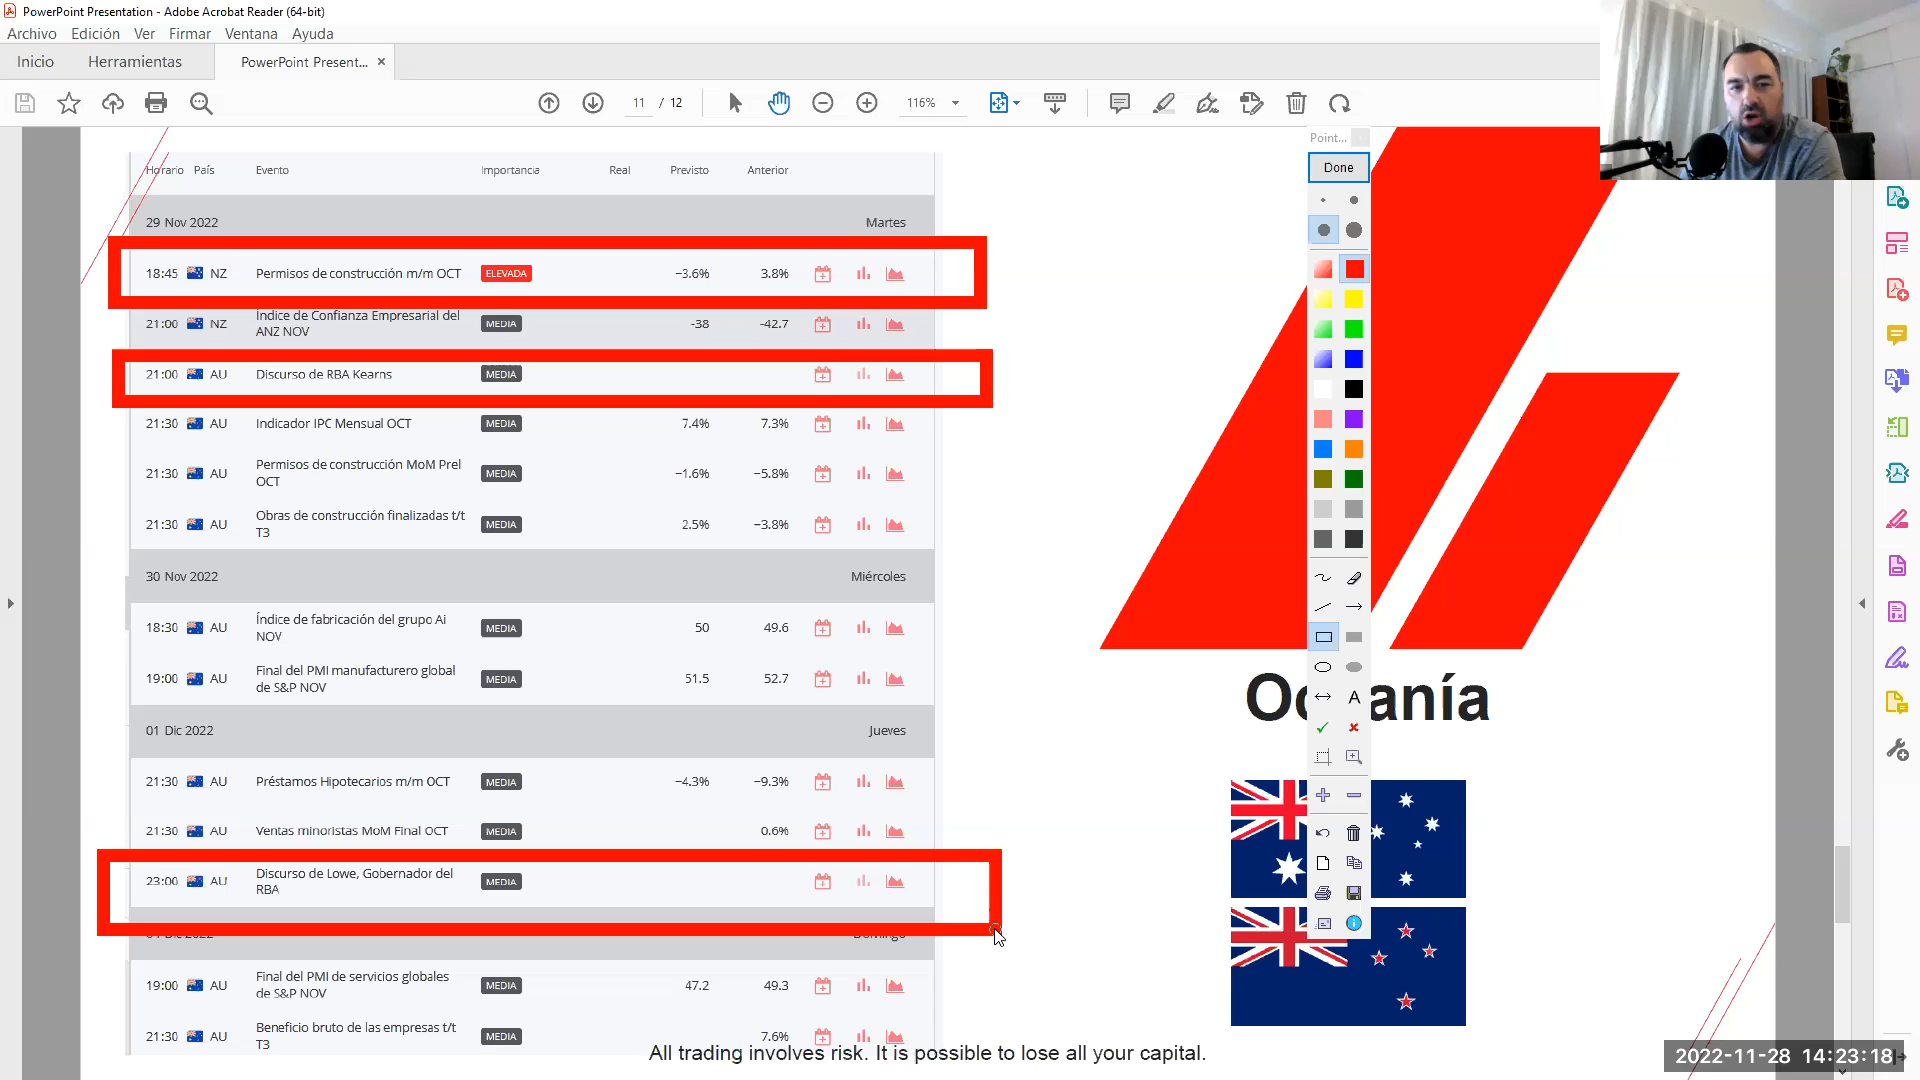 PowerPoint Presentation - Adobe Acrobat Reader (64-bit)
Archivo Edición Ver Firmar Ventana Ayuda
Inicio Herramientas PowerPoint Present... ×
11 / 12 116%
Point...
Done
Horario País Evento Importancia Real Previsto Anterior
29 Nov 2022 Martes
18:45 NZ Permisos de construcción m/m OCT ELEVADA −3.6% 3.8%
21:00 NZ Índice de Confianza Empresarial del ANZ NOV MEDIA -38 -42.7
21:00 AU Discurso de RBA Kearns MEDIA
21:30 AU Indicador IPC Mensual OCT MEDIA 7.4% 7.3%
21:30 AU Permisos de construcción MoM Prel OCT MEDIA −1.6% −5.8%
21:30 AU Obras de construcción finalizadas t/t T3 MEDIA 2.5% −3.8%
30 Nov 2022 Miércoles
18:30 AU Índice de fabricación del grupo Ai NOV MEDIA 50 49.6
19:00 AU Final del PMI manufacturero global de S&P NOV MEDIA 51.5 52.7
01 Dic 2022 Jueves
21:30 AU Préstamos Hipotecarios m/m OCT MEDIA −4.3% −9.3%
21:30 AU Ventas minoristas MoM Final OCT MEDIA 0.6%
23:00 AU Discurso de Lowe, Gobernador del RBA MEDIA
Dic 2022 Domingo
19:00 AU Final del PMI de servicios globales de S&P NOV MEDIA 47.2 49.3
21:30 AU Beneficio bruto de las empresas t/t T3 MEDIA 7.6%
A
All trading involves risk. It is possible to lose all your capital.
2022-11-28 14:23:18